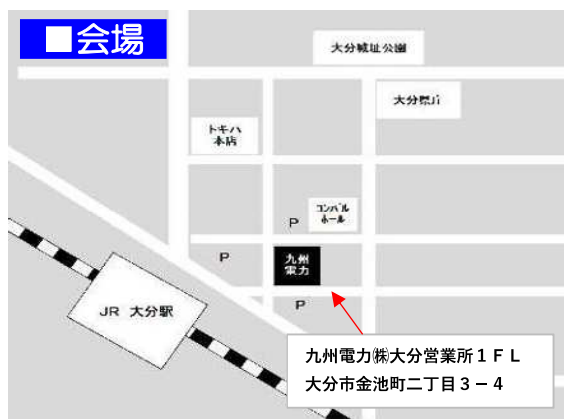 ■会場
大分城址公園
大分県庁
トキハ
本店
コンパル
ホール
P
P
九州
電力
P
JR 大分駅
九州電力㈱大分営業所１ＦＬ
大分市金池町二丁目３－４